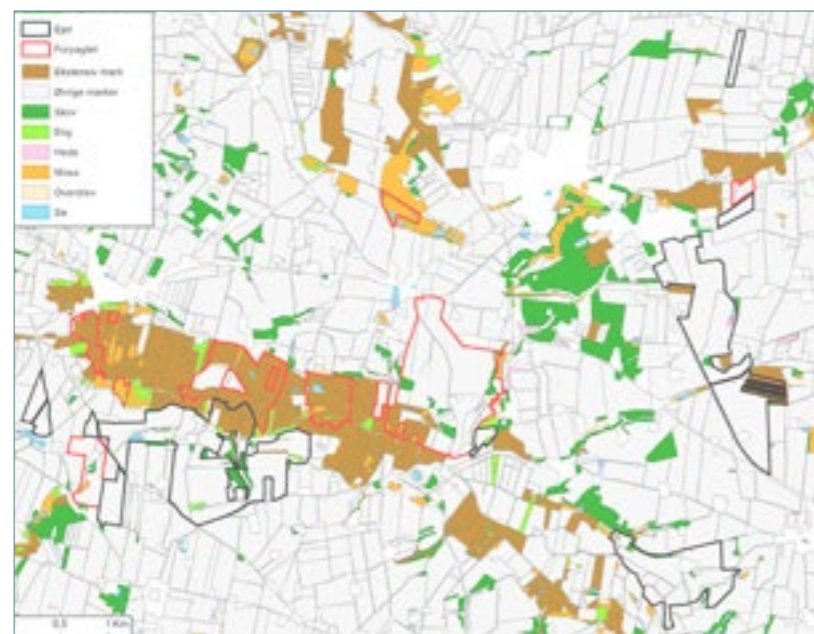 Ejet
Forpagtet
Ekstensiv mark
Øvrige marker
Skov
Eng
Hede
Mose
Overdrev
Sø
0,5 1 Km